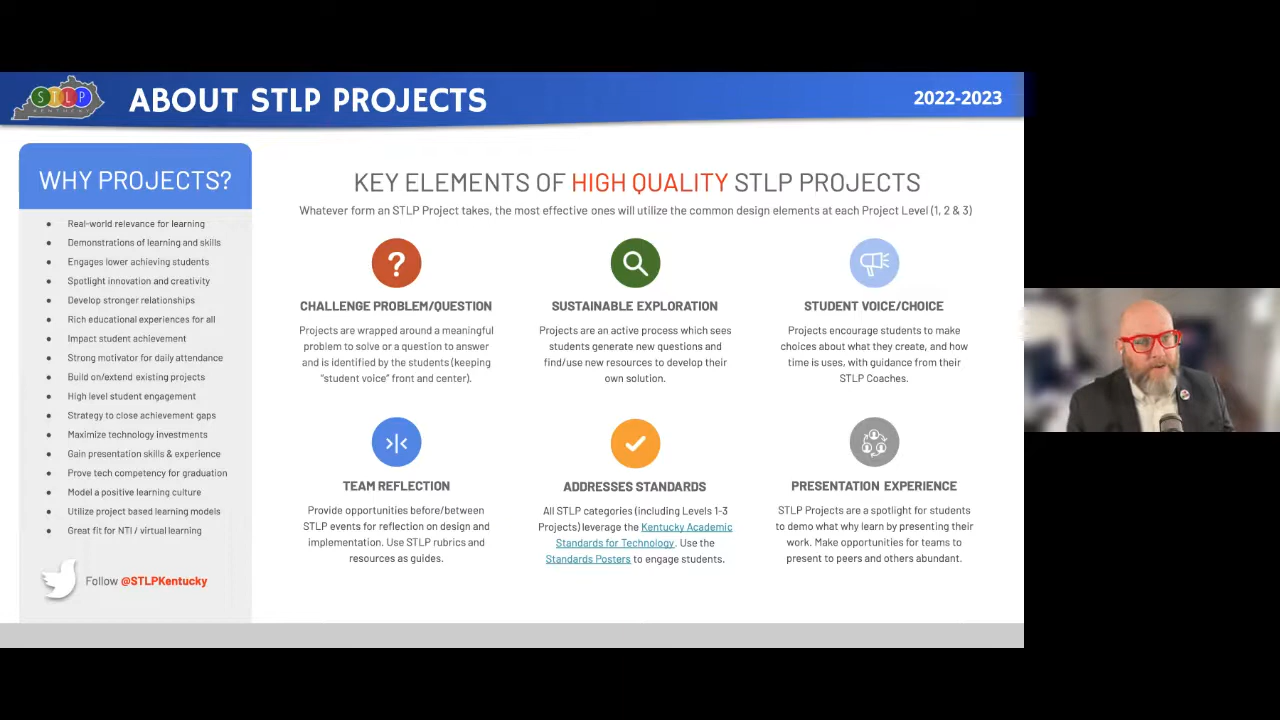 STLP
KENTUCKY
ABOUT STLP PROJECTS
2022-2023
WHY PROJECTS?
● Real-world relevance for learning
● Demonstrations of learning and skills
● Engages lower achieving students
● Spotlight innovation and creativity
● Develop stronger relationships
● Rich educational experiences for all
● Impact student achievement
● Strong motivator for daily attendance
● Build on/extend existing projects
● High level student engagement
● Strategy to close achievement gaps
● Maximize technology investments
● Gain presentation skills & experience
● Prove tech competency for graduation
● Model a positive learning culture
● Utilize project based learning models
● Great fit for NTI / virtual learning
Follow @STLPKentucky
KEY ELEMENTS OF HIGH QUALITY STLP PROJECTS
Whatever form an STLP Project takes, the most effective ones will utilize the common design elements at each Project Level (1, 2 & 3)
?
CHALLENGE PROBLEM/QUESTION
Projects are wrapped around a meaningful
problem to solve or a question to answer
and is identified by the students (keeping
"student voice" front and center).
SUSTAINABLE EXPLORATION
Projects are an active process which sees
students generate new questions and
find/use new resources to develop their
own solution.
STUDENT VOICE/CHOICE
Projects encourage students to make
choices about what they create, and how
time is uses, with guidance from their
STLP Coaches.
TEAM REFLECTION
Provide opportunities before/between
STLP events for reflection on design and
implementation. Use STLP rubrics and
resources as guides.
ADDRESSES STANDARDS
All STLP categories (including Levels 1-3
Projects) leverage the Kentucky Academic
Standards for Technology. Use the
Standards Posters to engage students.
PRESENTATION EXPERIENCE
STLP Projects are a spotlight for students
to demo what why learn by presenting their
work. Make opportunities for teams to
present to peers and others abundant.